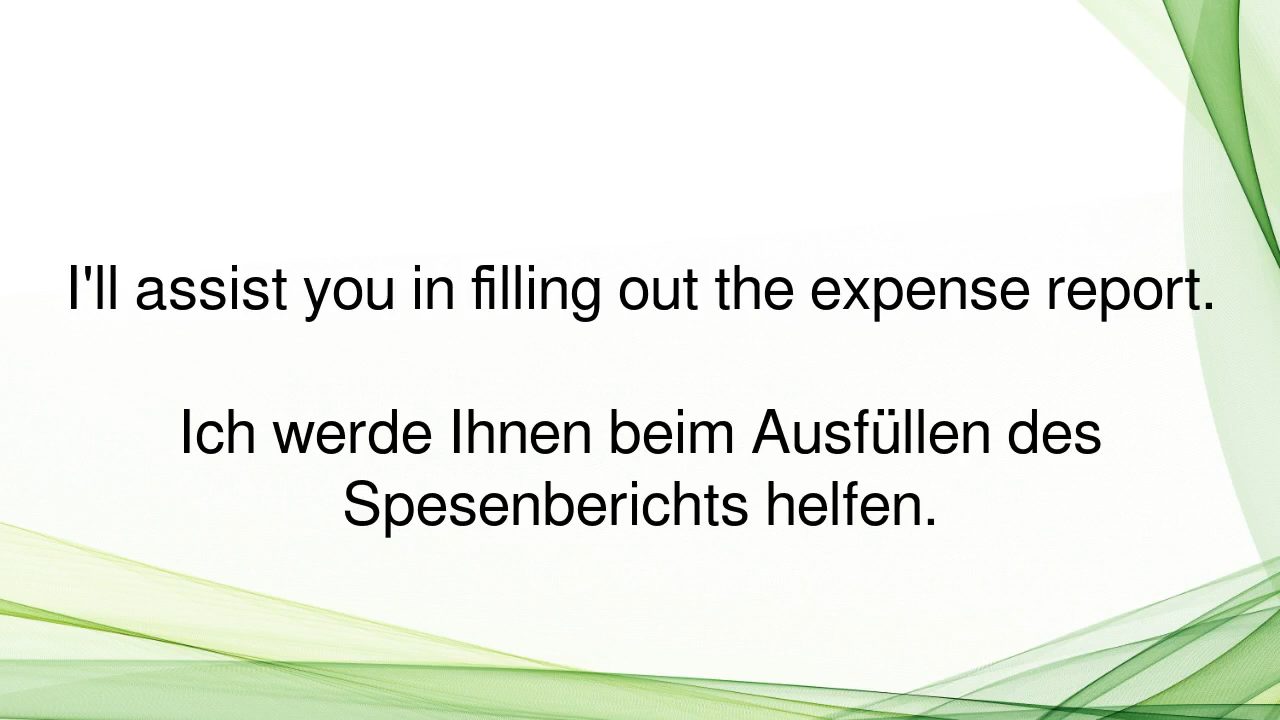 I'll assist you in filling out the expense report.
Ich werde Ihnen beim Ausfüllen des
Spesenberichts helfen.